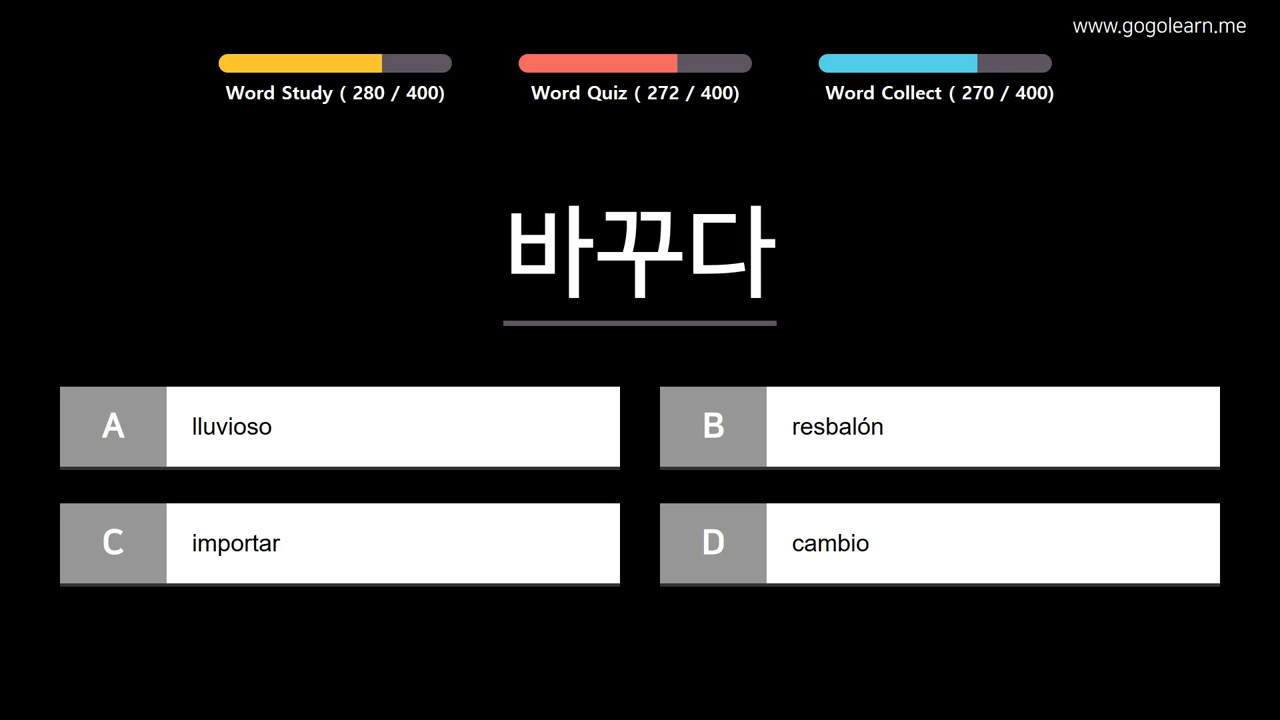 www.gogolearn.me
Word Study ( 280 / 400)
Word Quiz ( 272 / 400)
Word Collect ( 270 / 400)
바꾸다
A lluvioso
B resbalón
C importar
D cambio